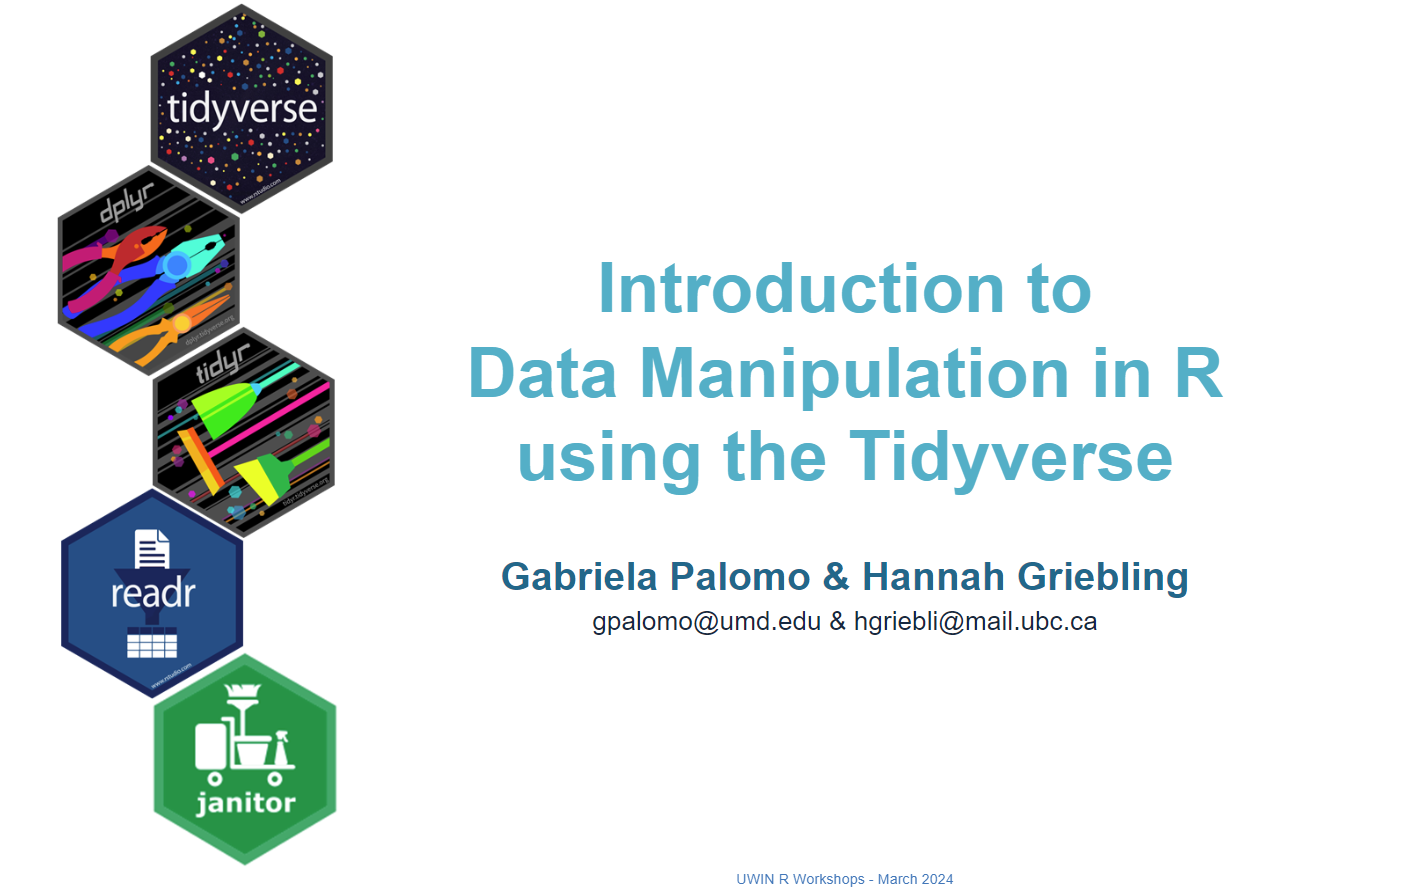 tidyverse
www.rstudio.com
dplyr
dplyr.tidyverse.org
tidyr
tidyr.tidyverse.org
readr
www.rstudio.com
janitor
Introduction to
Data Manipulation in R
using the Tidyverse
Gabriela Palomo & Hannah Griebling
gpalomo@umd.edu & hgriebli@mail.ubc.ca
UWIN R Workshops - March 2024